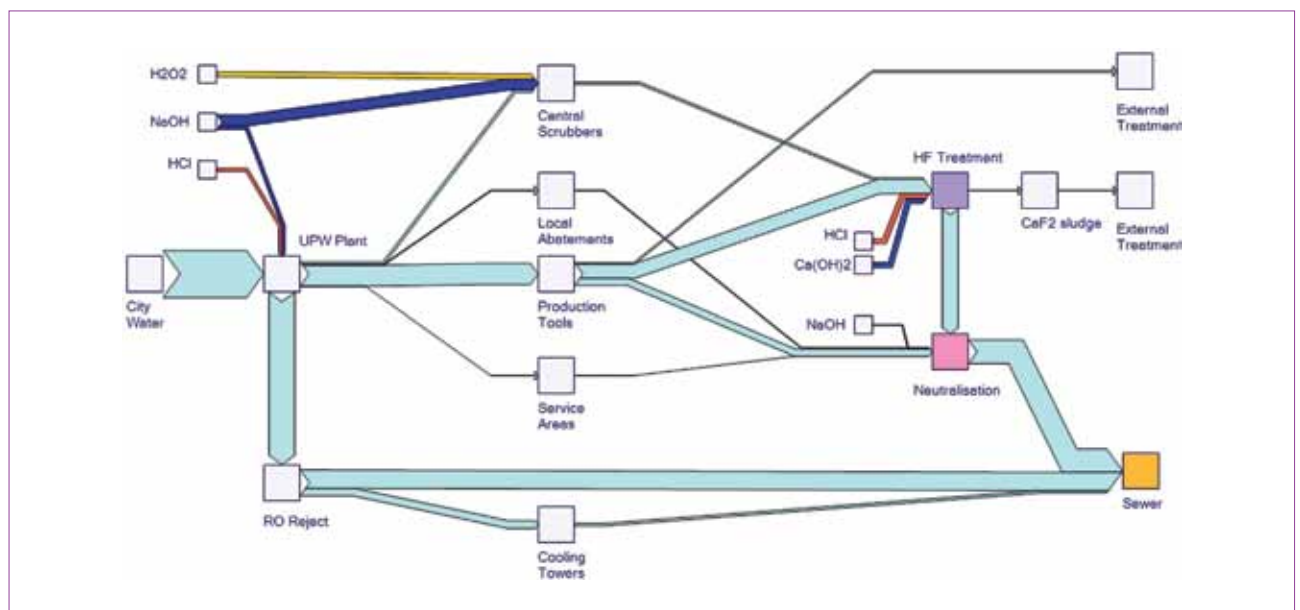 H2O2
NaOH
HCl
UPW Plant
City
Water
RO Reject
Central
Scrubbers
Local
Abatements
Production
Tools
Service
Areas
Cooling
Towers
HF Treatment
HCl
Ca(OH)2
NaOH
Neutralisation
CaF2 sludge
External
Treatment
External
Treatment
Sewer